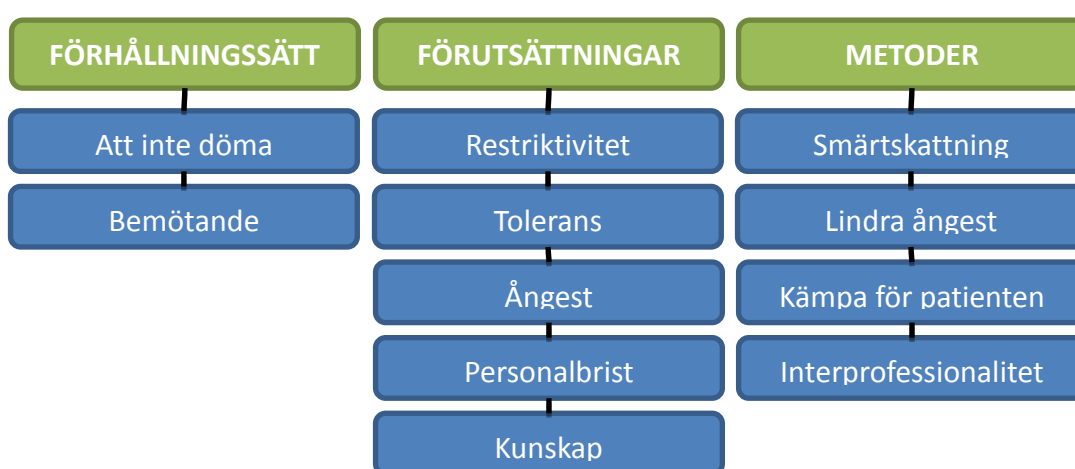 FÖRHÅLLNINGSSÄTT
Att inte döma
Bemötande
FÖRUTSÄTTNINGAR
Restriktivitet
Tolerans
Ångest
Personalbrist
Kunskap
METODER
Smärtskattning
Lindra ångest
Kämpa för patienten
Interprofessionalitet